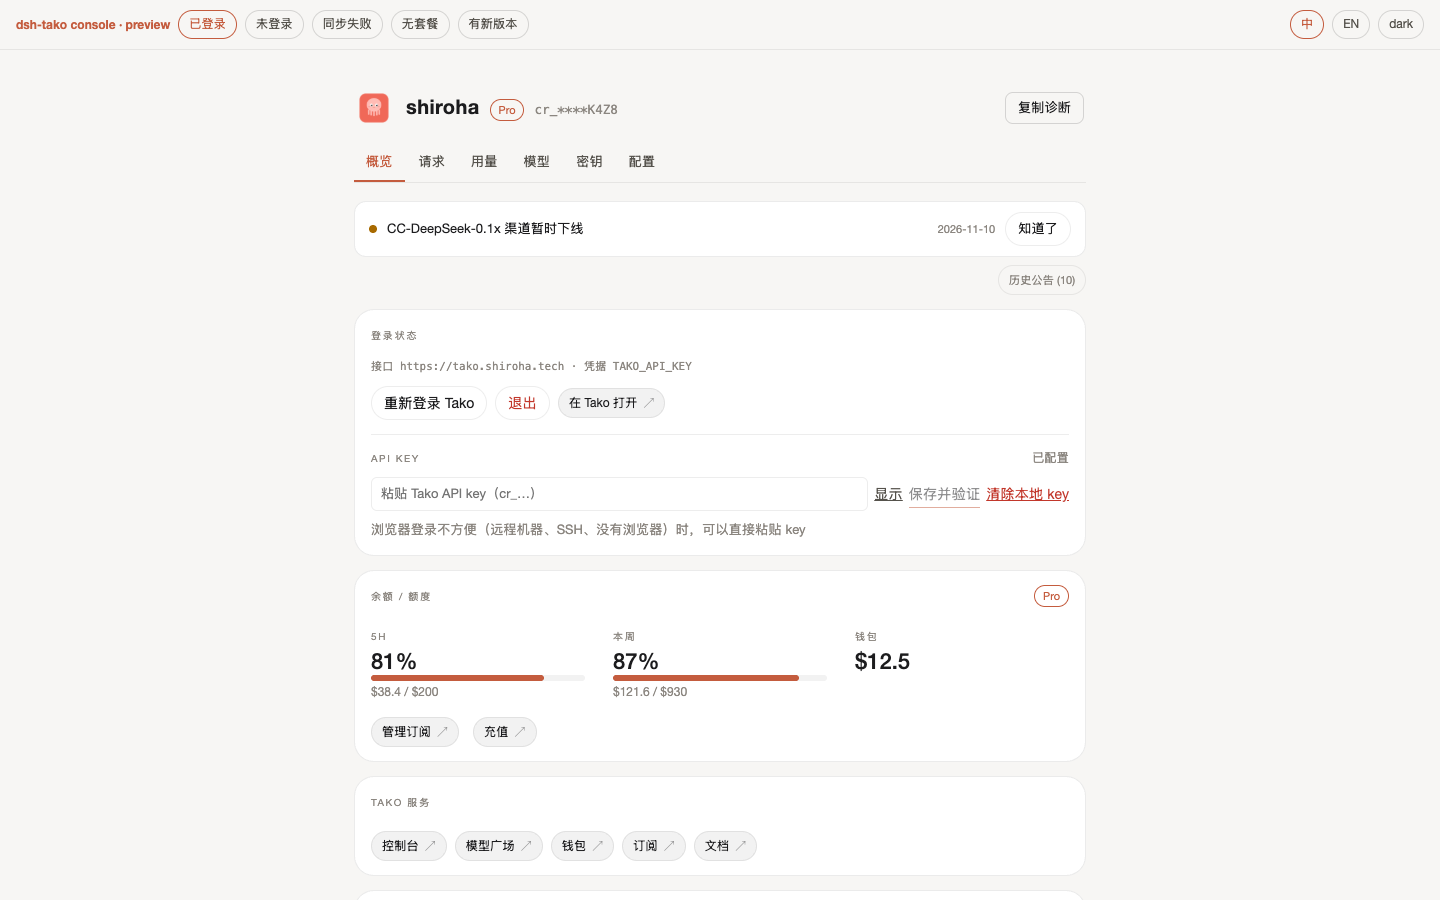 dsh-tako console · preview 已登录 未登录 同步失败 无套餐 有新版本 中 EN dark
shiroha Pro cr_****K4Z8 复制诊断
概览 请求 用量 模型 密钥 配置
CC-DeepSeek-0.1x 渠道暂时下线 2026-11-10 知道了
历史公告 (10)
登录状态
接口 https://tako.shiroha.tech · 凭据 TAKO_API_KEY
重新登录 Tako 退出 在 Tako 打开 ↗
API KEY 已配置
粘贴 Tako API key（cr_...） 显示 保存并验证 清除本地 key
浏览器登录不方便（远程机器、SSH、没有浏览器）时，可以直接粘贴 key
余额 / 额度 Pro
5H 本周 钱包
81% 87% $12.5
$38.4 / $200 $121.6 / $930
管理订阅 ↗ 充值 ↗
TAKO 服务
控制台 ↗ 模型广场 ↗ 钱包 ↗ 订阅 ↗ 文档 ↗